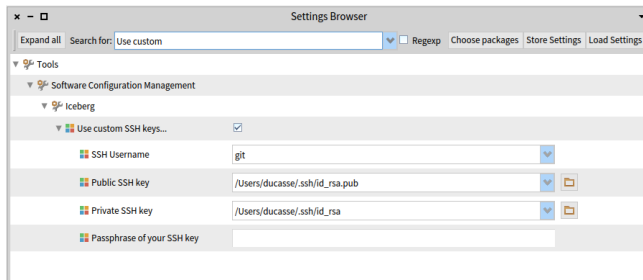 Settings Browser
Expand all Search for: Use custom Regexp Choose packages Store Settings Load Settings
Tools
Software Configuration Management
Iceberg
Use custom SSH keys...
SSH Username git
Public SSH key /Users/ducasse/.ssh/id_rsa.pub
Private SSH key /Users/ducasse/.ssh/id_rsa
Passphrase of your SSH key